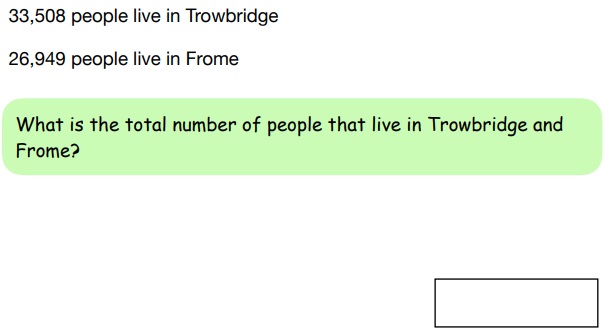 33,508 people live in Trowbridge
26,949 people live in Frome
What is the total number of people that live in Trowbridge and
Frome?